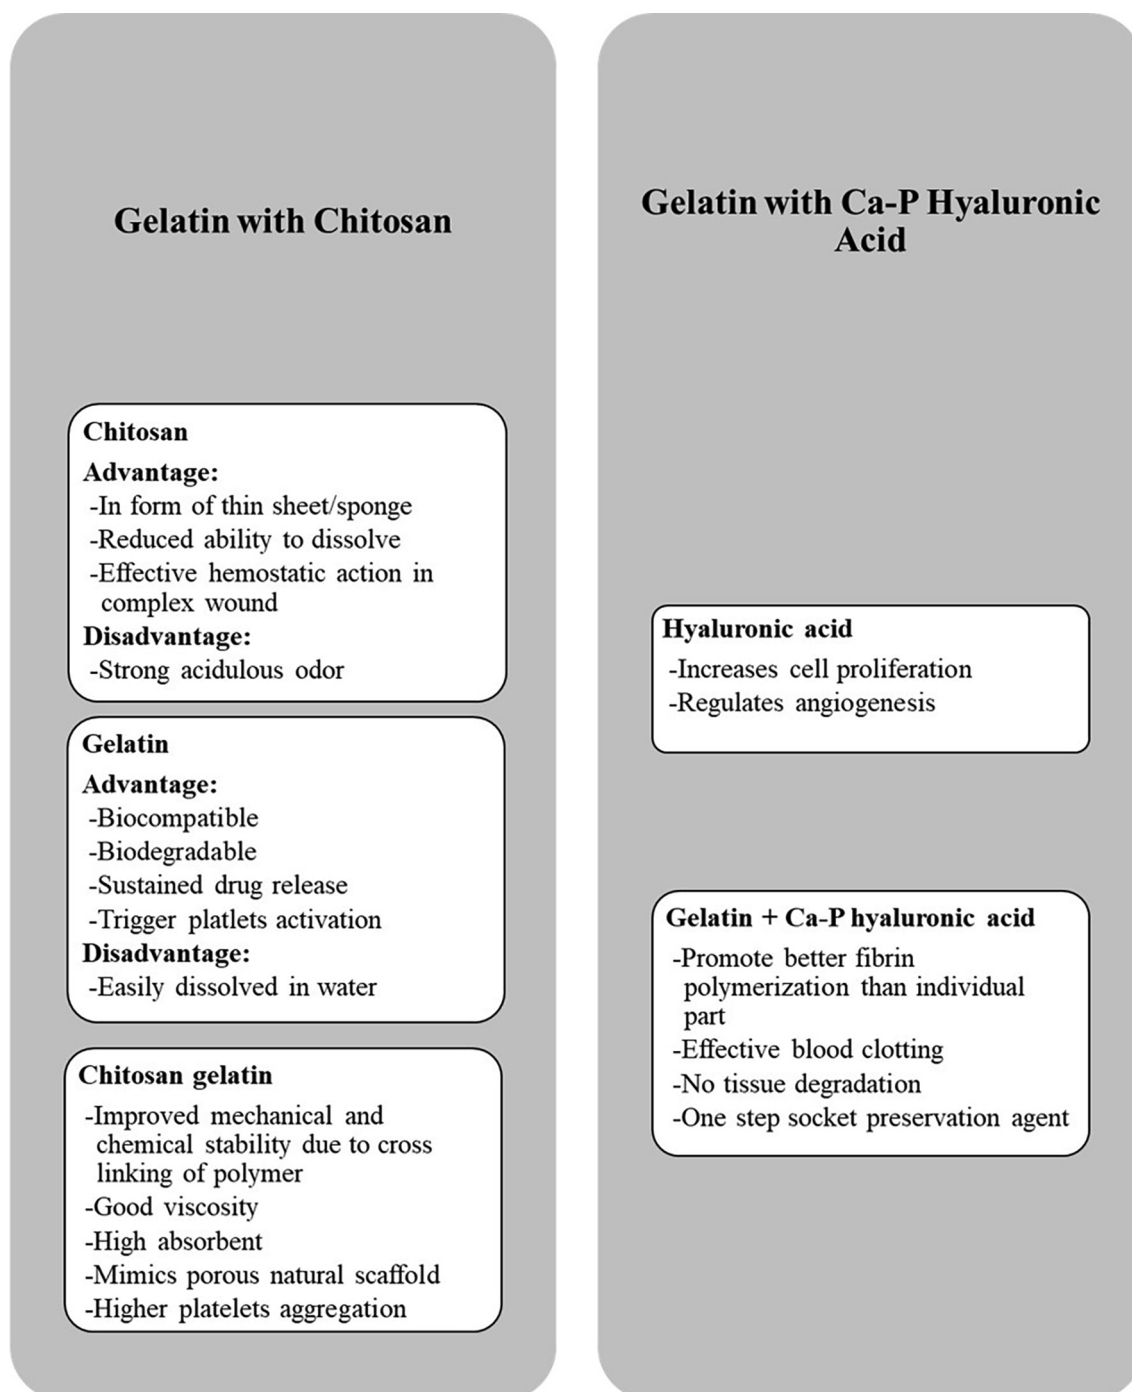 Gelatin with Chitosan
Chitosan
Advantage:
-In form of thin sheet/sponge
-Reduced ability to dissolve
-Effective hemostatic action in
complex wound
Disadvantage:
-Strong acidulous odor
Gelatin
Advantage:
-Biocompatible
-Biodegradable
-Sustained drug release
-Trigger platlets activation
Disadvantage:
-Easily dissolved in water
Chitosan gelatin
-Improved mechanical and
chemical stability due to cross
linking of polymer
-Good viscosity
-High absorbent
-Mimics porous natural scaffold
-Higher platelets aggregation
Gelatin with Ca-P Hyaluronic
Acid
Hyaluronic acid
-Increases cell proliferation
-Regulates angiogenesis
Gelatin + Ca-P hyaluronic acid
-Promote better fibrin
polymerization than individual
part
-Effective blood clotting
-No tissue degradation
-One step socket preservation agent